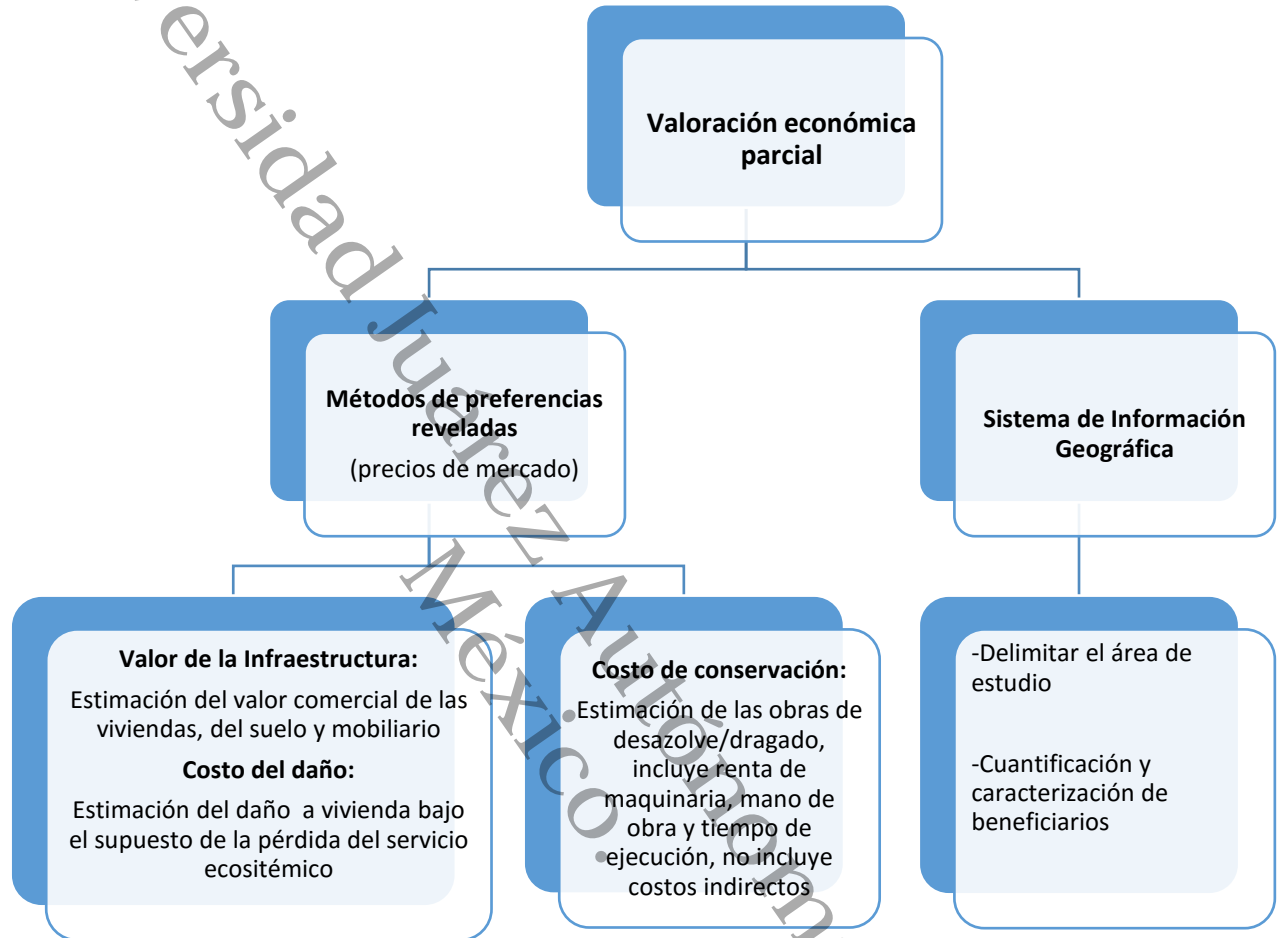 Valoración económica
parcial
Métodos de preferencias
reveladas
(precios de mercado)
Sistema de Información
Geográfica
Valor de la Infraestructura:
Estimación del valor comercial de las
viviendas, del suelo y mobiliario
Costo del daño:
Estimación del daño a vivienda bajo
el supuesto de la pérdida del servicio
ecositémico
Costo de conservación:
Estimación de las obras de
desazolve/dragado,
incluye renta de
maquinaria, mano de
obra y tiempo de
ejecución, no incluye
costos indirectos
-Delimitar el área de
estudio
-Cuantificación y
caracterización de
beneficiarios
ersidad Juárez Autónom
México.